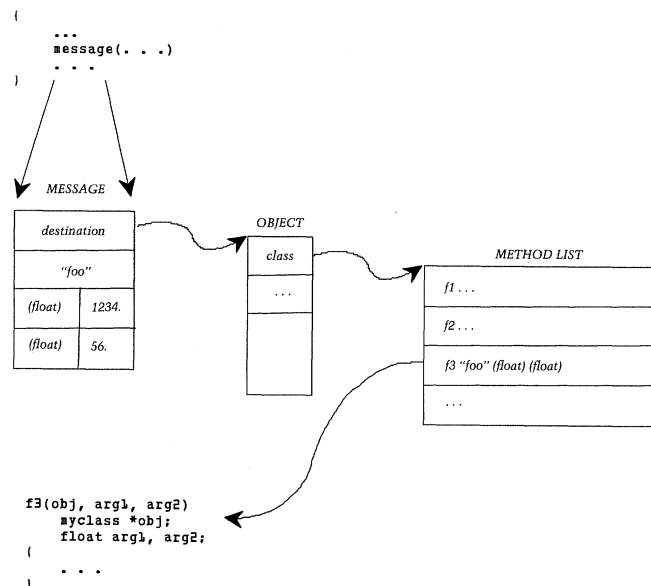 {
...
message(. . .)
. . .
}
MESSAGE
destination
"foo"
(float) 1234.
(float) 56.
OBJECT
class
...
METHOD LIST
f1 . . .
f2 . . .
f3 "foo" (float) (float)
. . .
f3(obj, arg1, arg2)
myclass *obj;
float arg1, arg2;
{
. . .
}